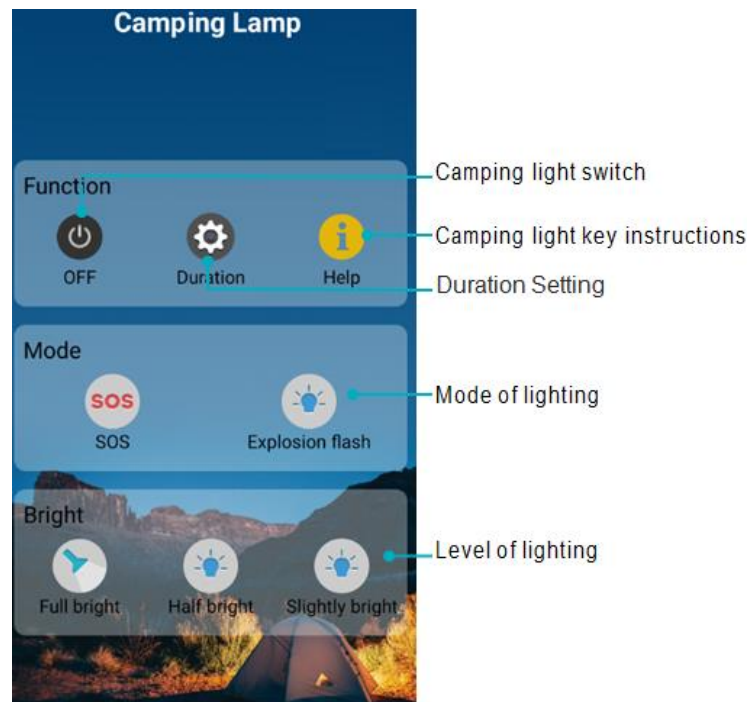 Camping Lamp
Camping light switch
Function
OFF
Duration
Help
Camping light key instructions
Duration Setting
Mode
SOS
SOS
Explosion flash
Mode of lighting
Bright
Full bright
Half bright
Slightly bright
Level of lighting